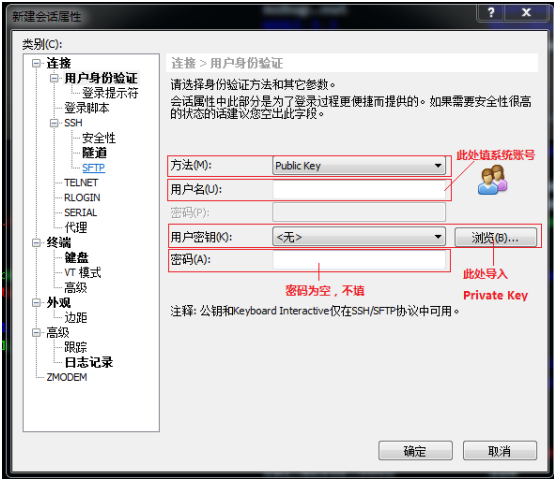 新建会话属性
? x
类别(C):
连接
用户身份验证
登录提示符
登录脚本
SSH
安全性
隧道
SFTP
TELNET
RLOGIN
SERIAL
代理
终端
键盘
VT 模式
高级
外观
边距
高级
跟踪
日志记录
ZMODEM
连接 > 用户身份验证
请选择身份验证方法和其它参数。
会话属性中此部分是为了登录过程更便捷而提供的。如果需要安全性很高
的状态的话建议您空出此字段。
此处填系统账号
方法(M): Public Key
用户名(U):
密码(P):
用户密钥(K): <无> 浏览(B)...
密码(A):
此处导入
Private Key
密码为空，不填
注释: 公钥和Keyboard Interactive仅在SSH/SFTP协议中可用。
确定 取消